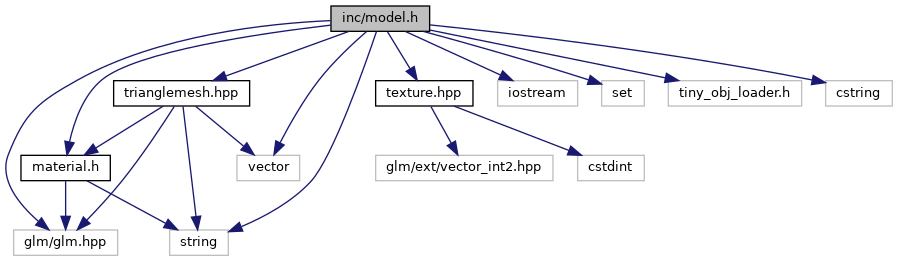 inc/model.h
trianglemesh.hpp
texture.hpp
iostream
set
tiny_obj_loader.h
cstring
material.h
vector
glm/ext/vector_int2.hpp
cstdint
glm/glm.hpp
string